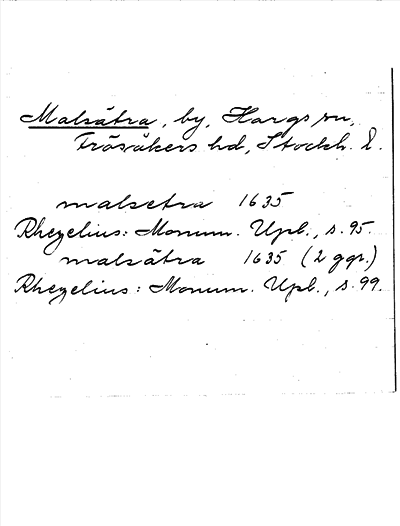 Malsätra, by, Hargs sn,
Frösåkers hd, Stockh. l.
malsetra 1635
Rhezelius: Monum. Upl., s. 95.
malsätra 1635 (2 ggr.)
Rhezelius: Monum. Upl., s. 99.